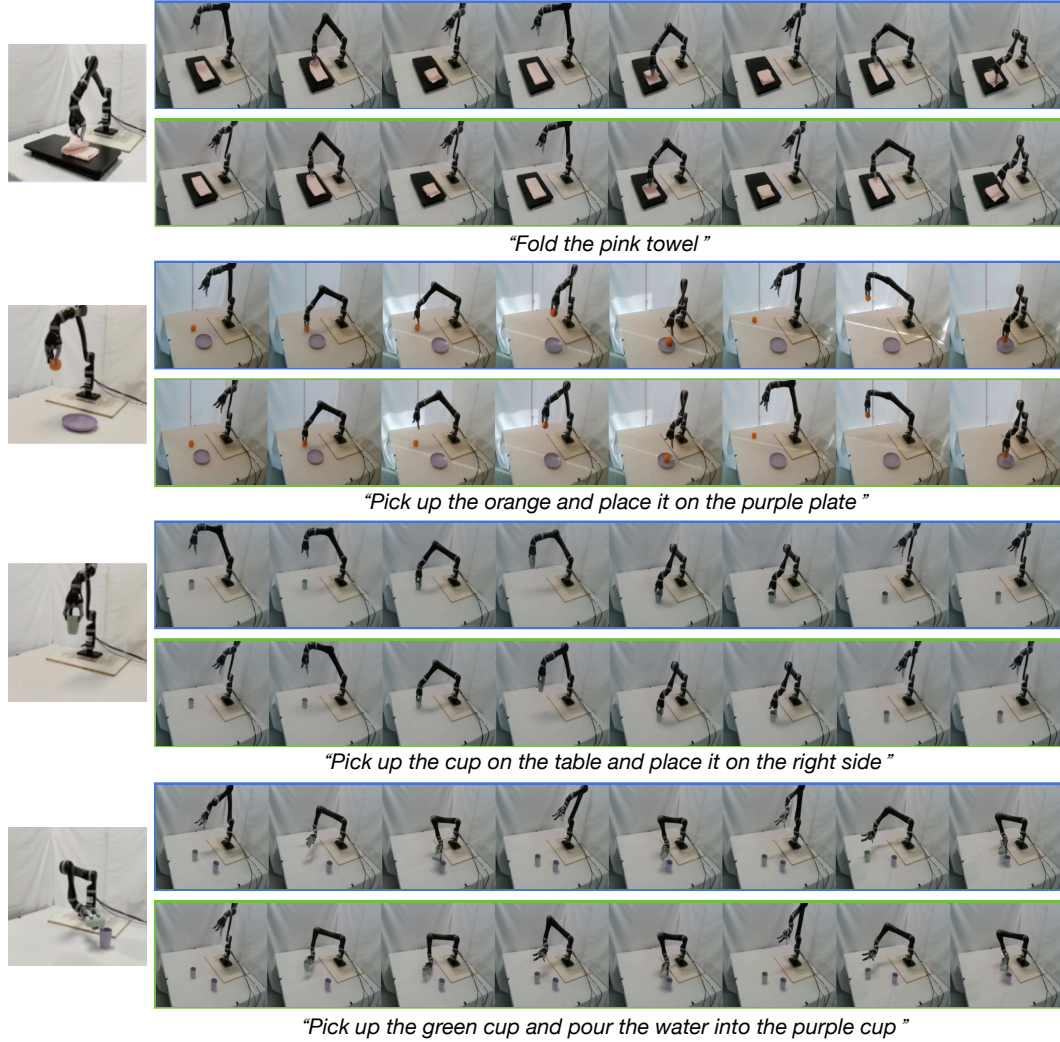 “Fold the pink towel”
“Pick up the orange and place it on the purple plate”
“Pick up the cup on the table and place it on the right side”
“Pick up the green cup and pour the water into the purple cup”